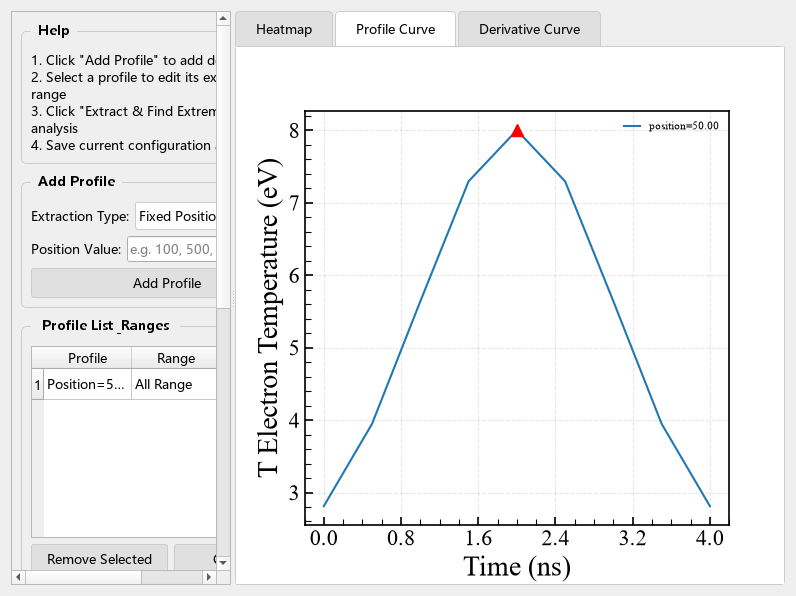 Help
1. Click "Add Profile" to add d
2. Select a profile to edit its ex
range
3. Click "Extract & Find Extrem
analysis
4. Save current configuration
Add Profile
Extraction Type: Fixed Positio
Position Value: e.g. 100, 500,
Add Profile
Profile List_Ranges
Profile Range
1 Position=5... All Range
Remove Selected
Heatmap Profile Curve Derivative Curve
position=50.00
8
7
6
5
4
3
T Electron Temperature (eV)
0.0 0.8 1.6 2.4 3.2 4.0
Time (ns)